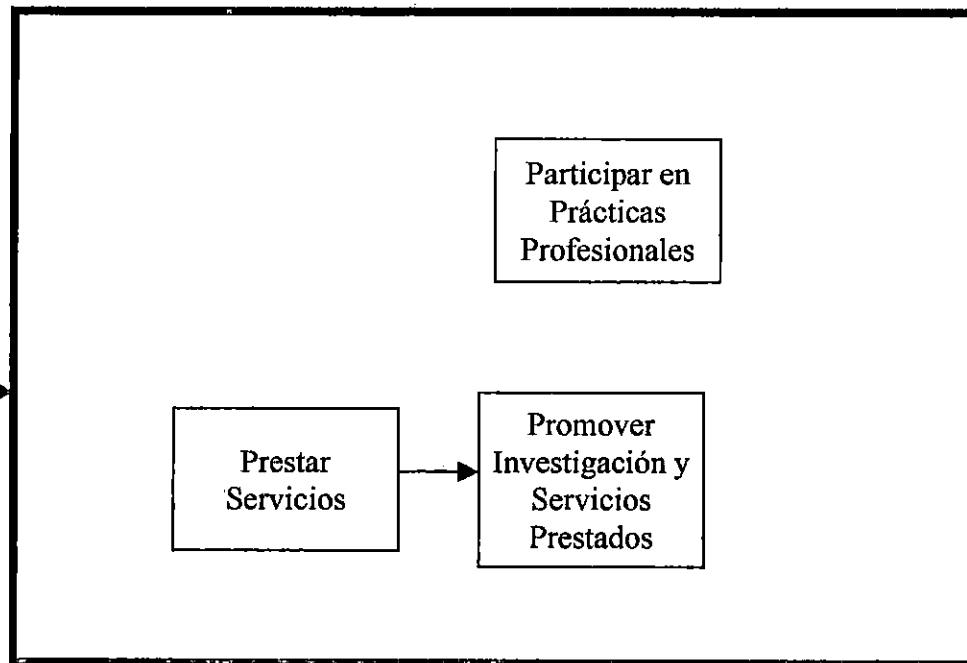 Participar en
Prácticas
Profesionales
Prestar
Servicios
Promover
Investigación y
Servicios
Prestados